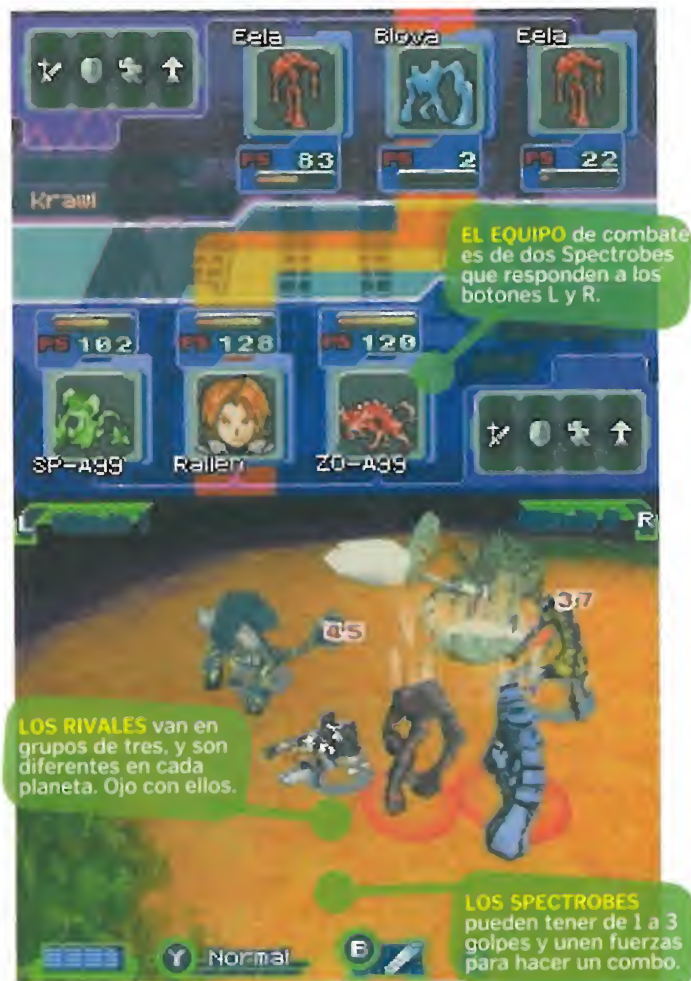 Eela Blova Eela
PS 83 PS 2 PS 22
Krawl
EL EQUIPO de combate
es de dos Spectrobes
que responden a los
botones L y R.
PS 102 PS 128 PS 120
SP-Agg Rallen ZO-Agg
L R
45
37
1
LOS RIVALES van en
grupos de tres, y son
diferentes en cada
planeta. Ojo con ellos.
LOS SPECTROBES
pueden tener de 1 a 3
golpes y unen fuerzas
para hacer un combo.
Y Normal B